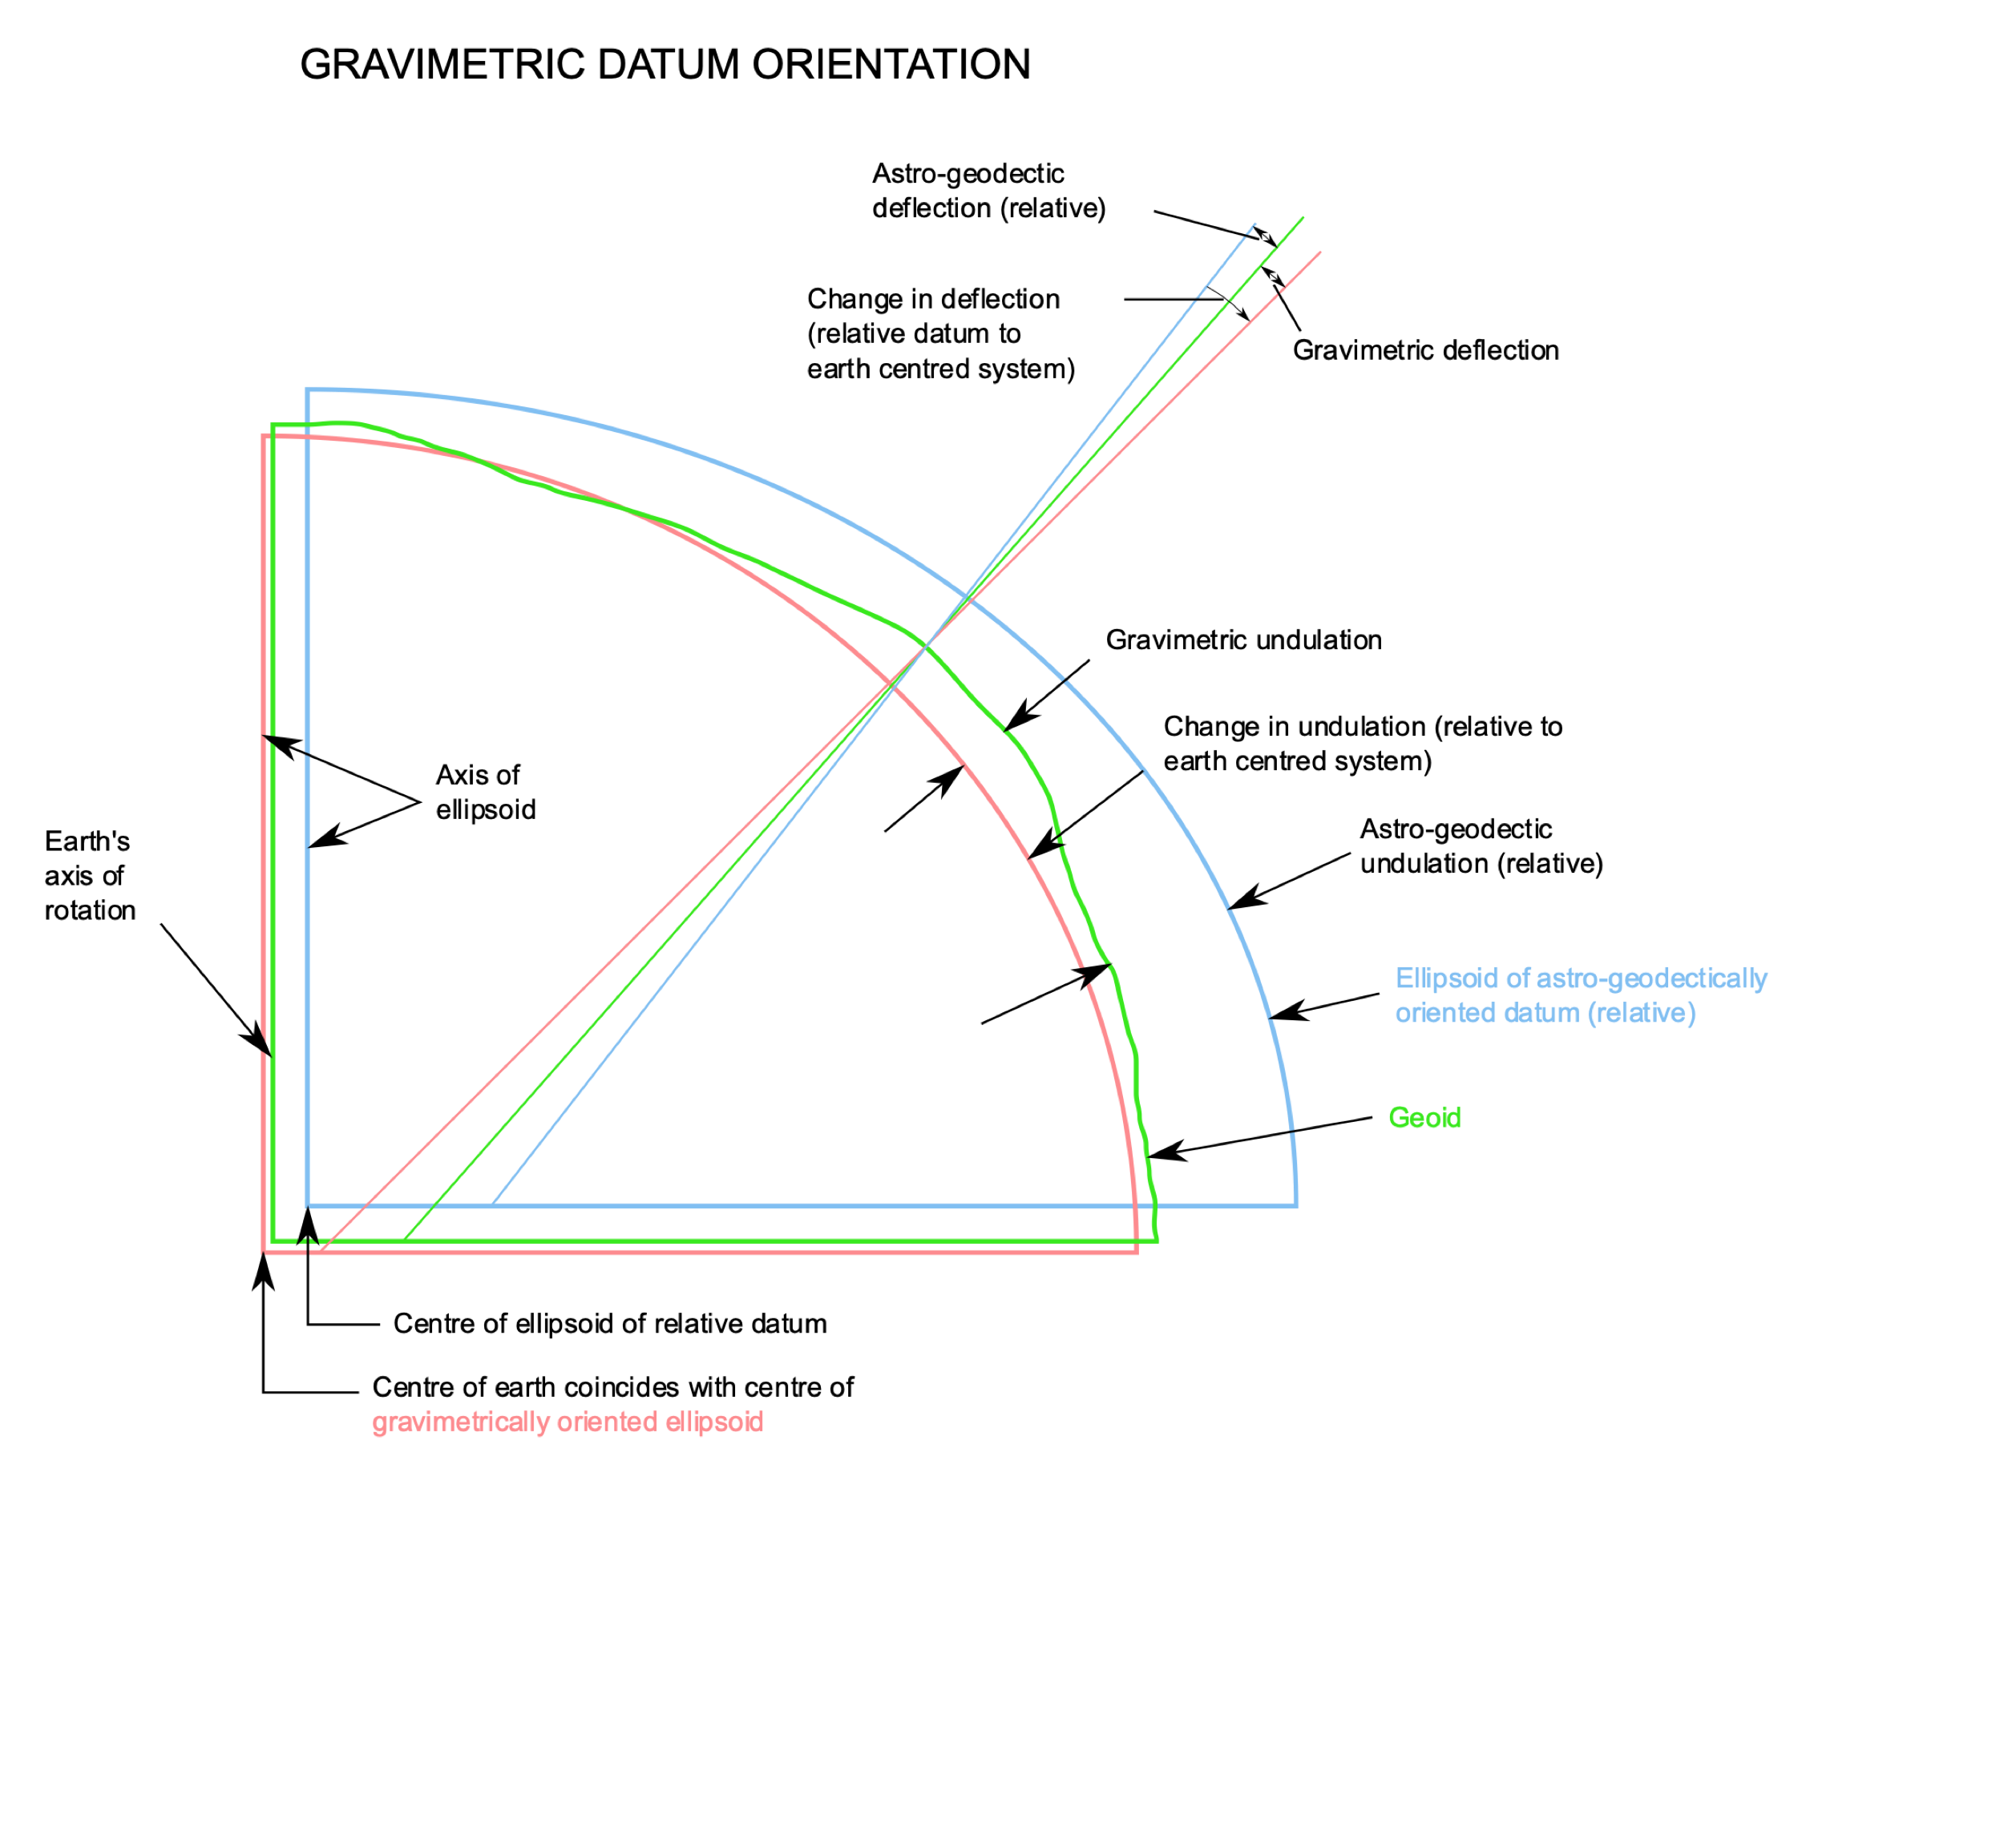 GRAVIMETRIC DATUM ORIENTATION
Astro-geodectic
deflection (relative)
Change in deflection
(relative datum to
earth centred system)
Gravimetric deflection
Gravimetric undulation
Change in undulation (relative to
earth centred system)
Axis of
ellipsoid
Astro-geodectic
undulation (relative)
Earth's
axis of
rotation
Ellipsoid of astro-geodectically
oriented datum (relative)
Geoid
Centre of ellipsoid of relative datum
Centre of earth coincides with centre of
gravimetrically oriented ellipsoid